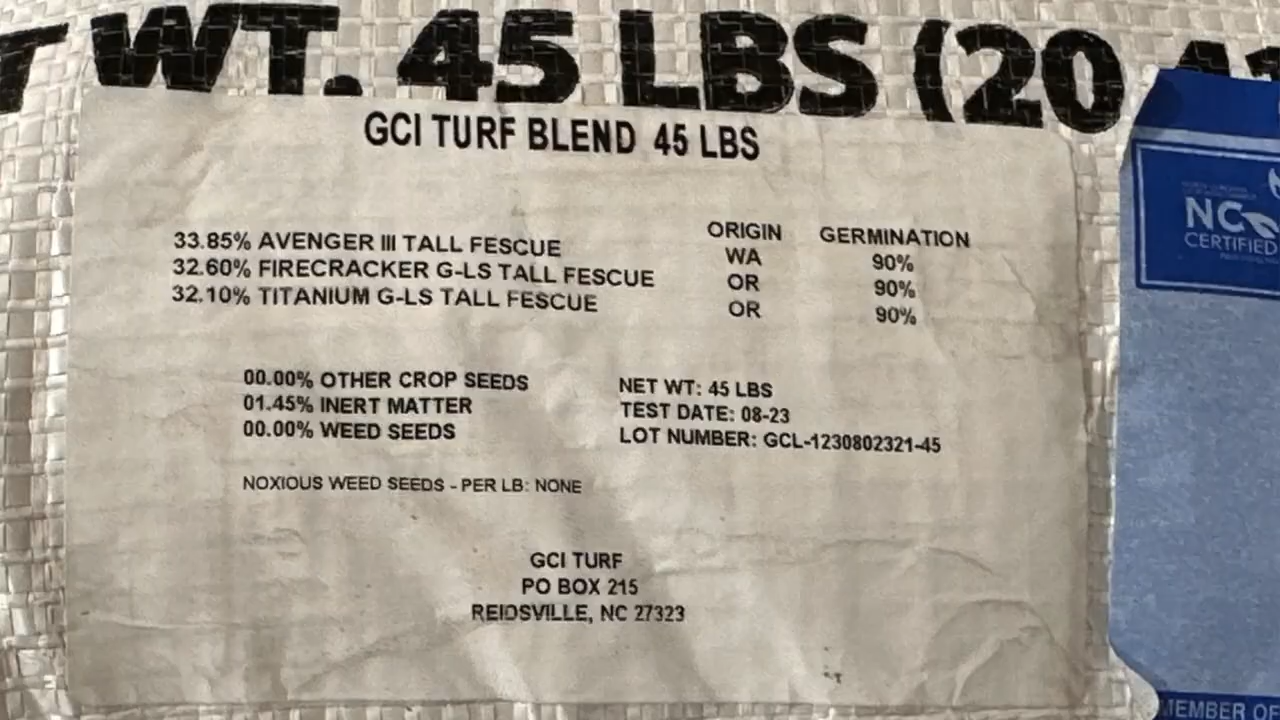 WT. 45 LBS (20
GCI TURF BLEND 45 LBS
ORIGIN GERMINATION
33.85% AVENGER III TALL FESCUE WA 90%
32.60% FIRECRACKER G-LS TALL FESCUE OR 90%
32.10% TITANIUM G-LS TALL FESCUE OR 90%
00.00% OTHER CROP SEEDS
01.45% INERT MATTER
00.00% WEED SEEDS
NET WT: 45 LBS
TEST DATE: 08-23
LOT NUMBER: GCL-1230802321-45
NOXIOUS WEED SEEDS - PER LB: NONE
GCI TURF
PO BOX 215
REIDSVILLE, NC 27323
NC
CERTIFIED
MEMBER OF